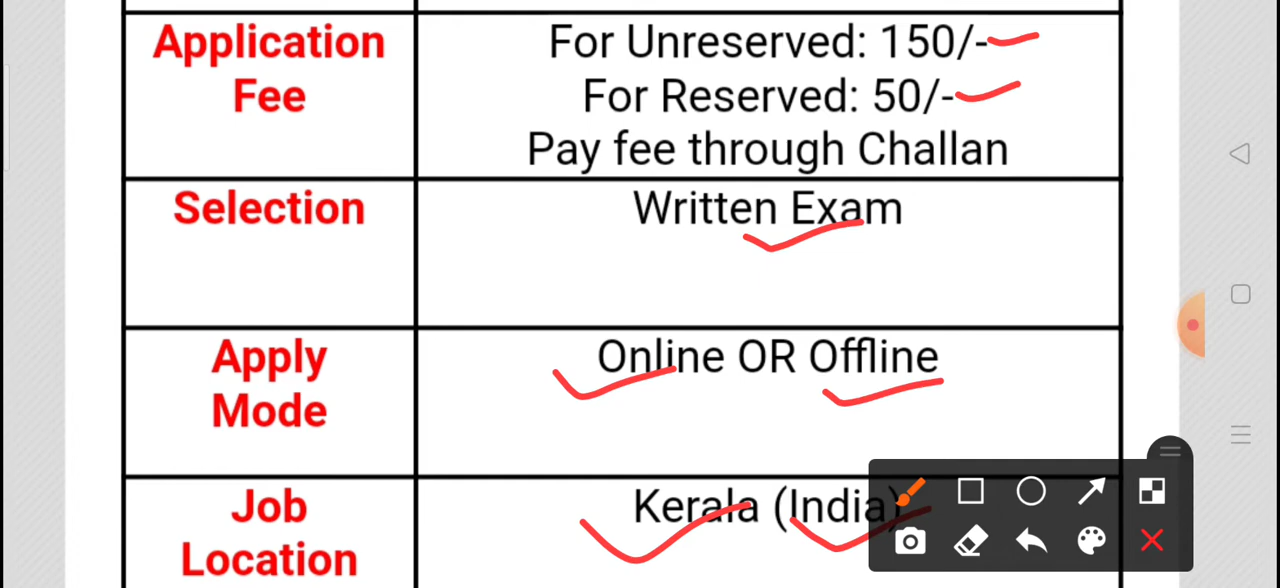 Application
Fee
For Unreserved: 150/-
For Reserved: 50/-
Pay fee through Challan
Selection
Written Exam
Apply
Mode
Online OR Offline
Job
Location
Kerala (India)